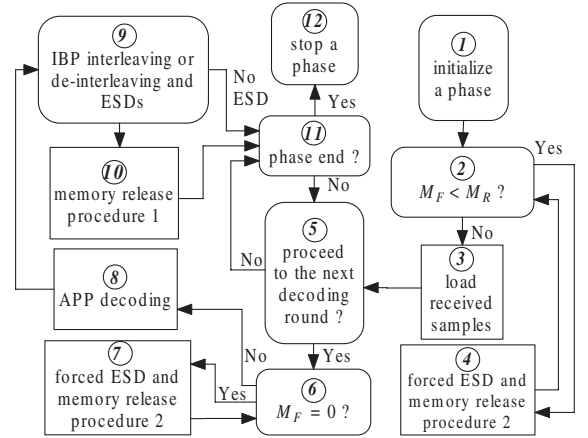 9
IBP interleaving or
de-interleaving and
ESDs
12
stop a
phase
1
initialize
a phase
No
ESD
Yes
11
phase end ?
Yes
10
memory release
procedure 1
2
M_F < M_R ?
No
No
5
proceed
to the next
decoding
round ?
No
3
load
received
samples
8
APP decoding
No
Yes
7
forced ESD and
memory release
procedure 2
Yes
6
M_F = 0 ?
4
forced ESD and
memory release
procedure 2